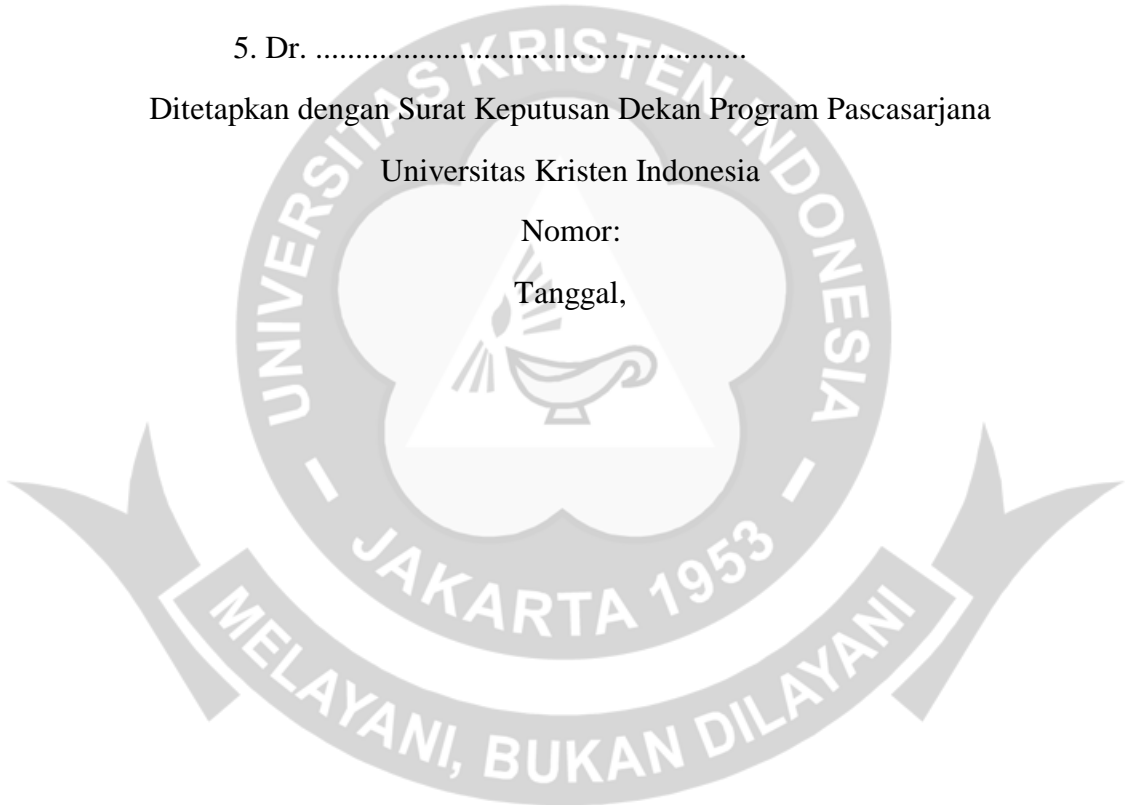 5. Dr. ......................................................
Ditetapkan dengan Surat Keputusan Dekan Program Pascasarjana
Universitas Kristen Indonesia
Nomor:
Tanggal,
UNIVERSITAS KRISTEN INDONESIA
- JAKARTA 1953 -
MELAYANI, BUKAN DILAYANI